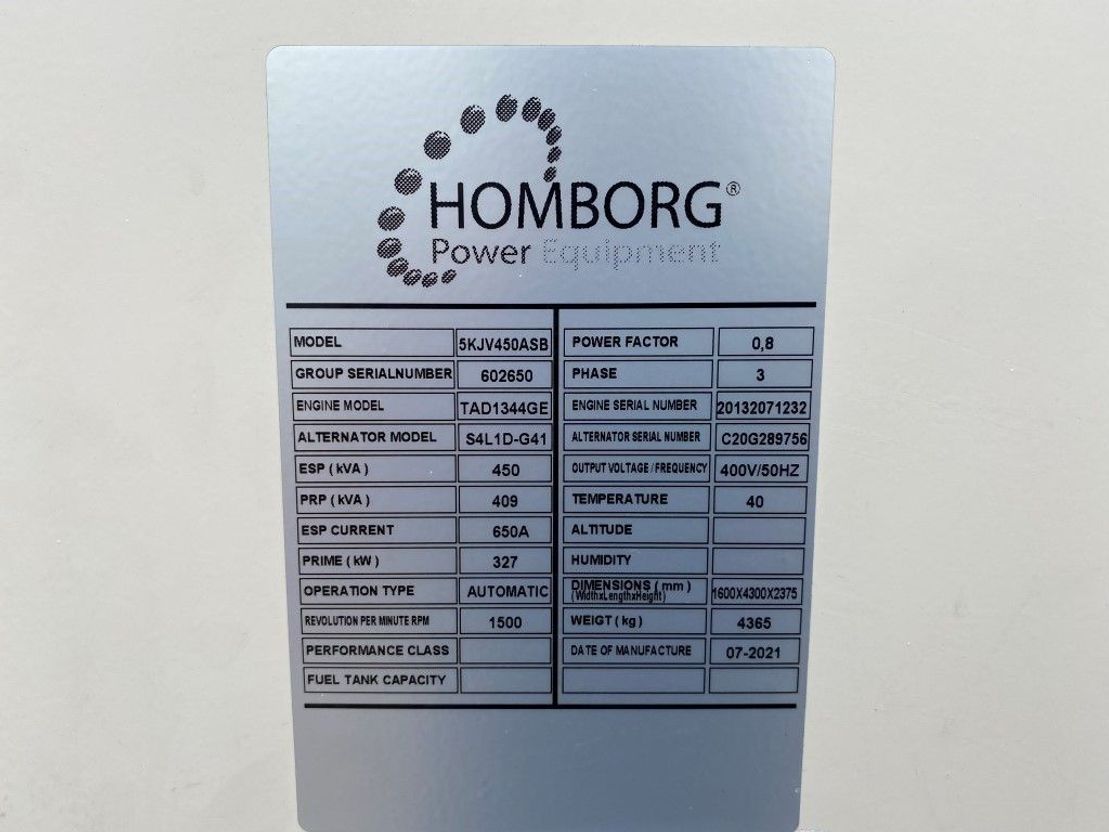 HOMBORG®
Power Equipment
MODEL 5KJV450ASB POWER FACTOR 0,8
GROUP SERIALNUMBER 602650 PHASE 3
ENGINE MODEL TAD1344GE ENGINE SERIAL NUMBER 20132071232
ALTERNATOR MODEL S4L1D-G41 ALTERNATOR SERIAL NUMBER C20G289756
ESP ( kVA ) 450 OUTPUT VOLTAGE / FREQUENCY 400V/50HZ
PRP ( kVA ) 409 TEMPERATURE 40
ESP CURRENT 650A ALTITUDE
PRIME ( kW ) 327 HUMIDITY
OPERATION TYPE AUTOMATIC DIMENSIONS ( mm ) 1600X4300X2375
(WidthxLengthxHeight)
REVOLUTION PER MINUTE RPM 1500 WEIGT ( kg ) 4365
PERFORMANCE CLASS DATE OF MANUFACTURE 07-2021
FUEL TANK CAPACITY